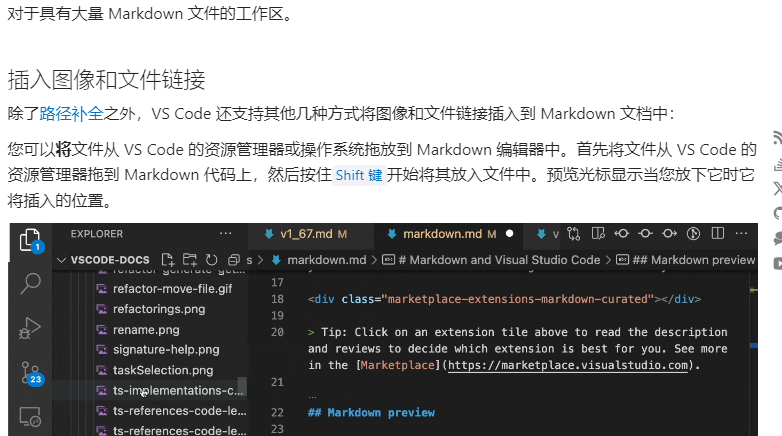 对于具有大量 Markdown 文件的工作区。
插入图像和文件链接
除了路径补全之外，VS Code 还支持其他几种方式将图像和文件链接插入到 Markdown 文档中：
您可以将文件从 VS Code 的资源管理器或操作系统拖放到 Markdown 编辑器中。首先将文件从 VS Code 的
资源管理器拖到 Markdown 代码上，然后按住 Shift 键 开始将其放入文件中。预览光标显示当您放下它时它
将插入的位置。
EXPLORER ··· v1_67.md M markdown.md M v ···
1
VSCODE-DOCS s > markdown.md > # Markdown and Visual Studio Code > ## Markdown preview
refactor-move-file.gif
refactorings.png
rename.png
signature-help.png
taskSelection.png
ts-implementations-c...
ts-references-code-le...
ts-references-code-le...
23
17
18 <div class="marketplace-extensions-markdown-curated"></div>
19
20 > Tip: Click on an extension tile above to read the description
and reviews to decide which extension is best for you. See more
in the [Marketplace](https://marketplace.visualstudio.com).
21
...
22 ## Markdown preview
23